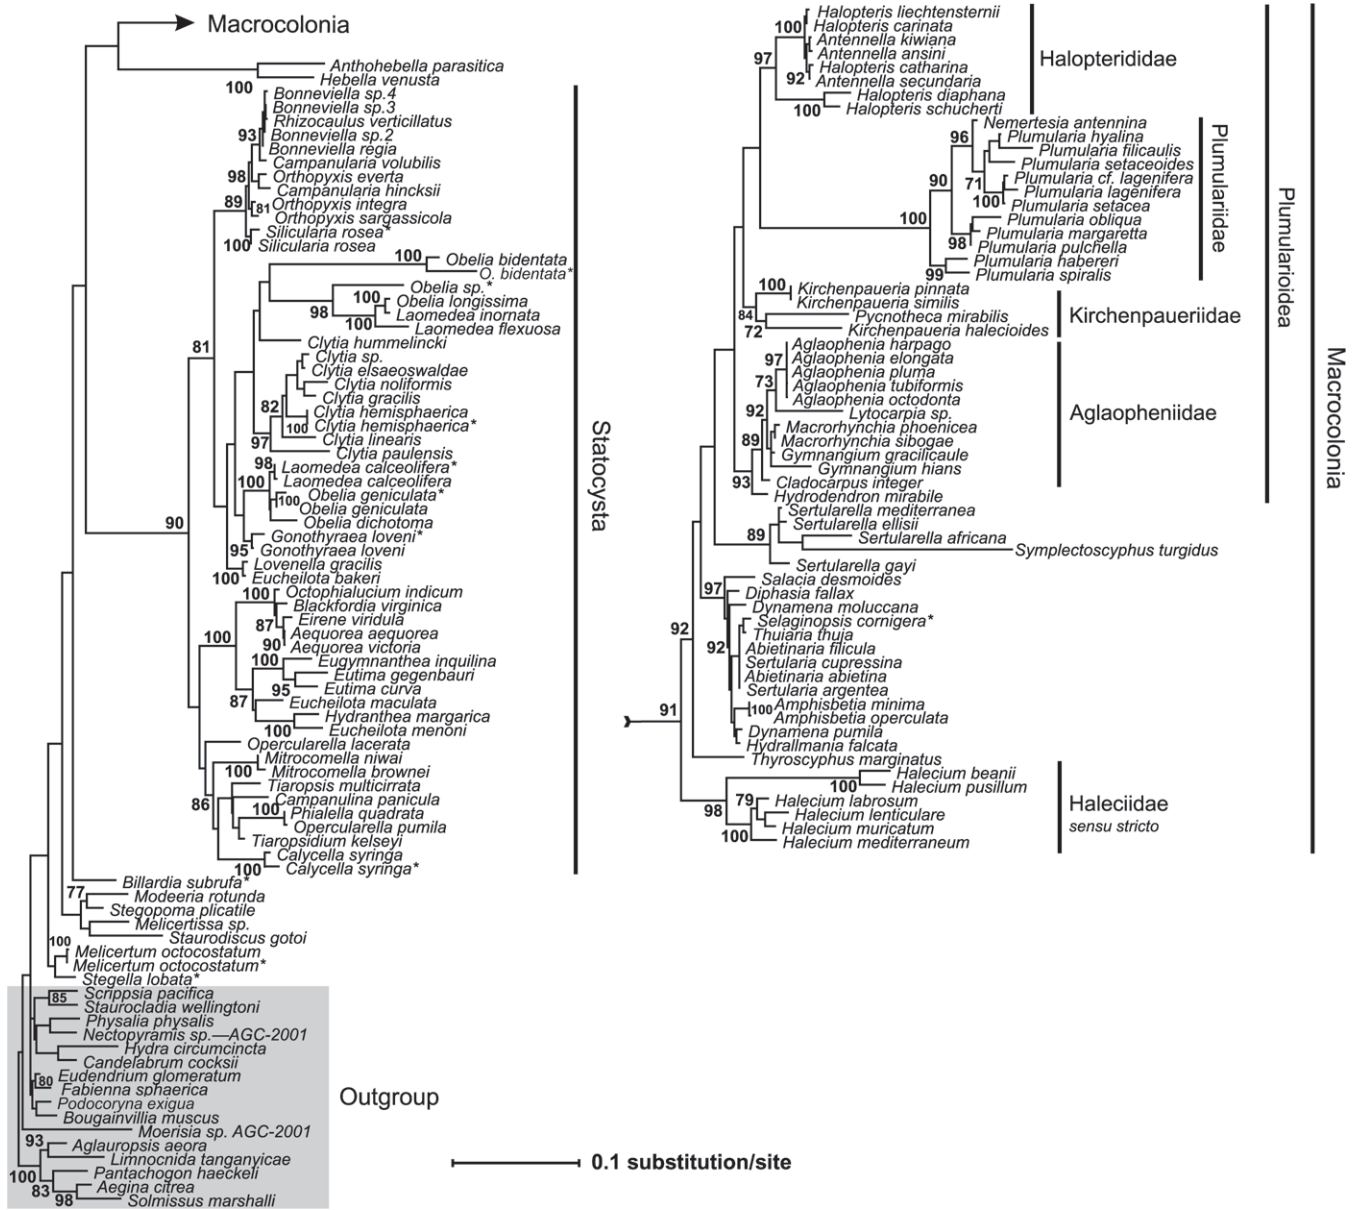 Macrocolonia
Anthohebella parasitica
Hebella venusta
100
Bonneviella sp.4
Bonneviella sp.3
Rhizocaulus verticillatus
93
Bonneviella sp.2
Bonneviella regia
Campanularia volubilis
98
Orthopyxis everta
Campanularia hincksii
89
81
Orthopyxis integra
Orthopyxis sargassicola
Silicularia rosea*
100
Silicularia rosea
100
Obelia bidentata
O. bidentata*
Obelia sp.*
98
100
Obelia longissima
Laomedea inornata
100
Laomedea flexuosa
81
Clytia hummelincki
Clytia sp.
Clytia elsaeoswaldae
Clytia noliformis
Clytia gracilis
82
Clytia hemisphaerica
100
Clytia hemisphaerica*
97
Clytia linearis
Clytia paulensis
98
Laomedea calceolifera*
100
Laomedea calceolifera
Obelia geniculata*
100
Obelia geniculata
Obelia dichotoma
90
Gonothyraea loveni*
95
Gonothyraea loveni
Lovenella gracilis
100
Eucheilota bakeri
100
Octophialucium indicum
Blackfordia virginica
87
Eirene viridula
100
Aequorea aequorea
90
Aequorea victoria
100
Eugymnanthea inquilina
Eutima gegenbauri
95
Eutima curva
87
Eucheilota maculata
Hydranthea margarica
100
Eucheilota menoni
Opercularella lacerata
Mitrocomella niwai
100
Mitrocomella brownei
Tiaropsis multicirrata
86
Campanulina panicula
100
Phialella quadrata
Opercularella pumila
Tiaropsidium kelseyi
Calycella syringa
100
Calycella syringa*
Statocysta
Billardia subrufa*
77
Modeeria rotunda
Stegopoma plicatile
Melicertissa sp.
Staurodiscus gotoi
100
Melicertum octocostatum
Melicertum octocostatum*
Stegella lobata*
Scrippsia pacifica
85
Staurocladia wellingtoni
Physalia physalis
Nectopyramis sp.—AGC-2001
Hydra circumcincta
Candelabrum cocksii
80
Eudendrium glomeratum
Fabienna sphaerica
Podocoryna exigua
Bougainvillia muscus
Moerisia sp. AGC-2001
93
Aglauropsis aeora
Limnocnida tanganyicae
100
Pantachogon haeckeli
83
Aegina citrea
98
Solmissus marshalli
Outgroup
0.1 substitution/site
Halopteris liechtensternii
100
Halopteris carinata
Antennella kiwiana
97
Antennella ansini
Halopteris catharina
92
Antennella secundaria
Halopteris diaphana
100
Halopteris schucherti
Halopterididae
Nemertesia antennina
96
Plumularia hyalina
Plumularia filicaulis
Plumularia setaceoides
90
71
Plumularia cf. lagenifera
Plumularia lagenifera
100
Plumularia setacea
100
Plumularia obliqua
Plumularia margaretta
98
Plumularia pulchella
Plumularia habereri
99
Plumularia spiralis
Plumulariidae
100
Kirchenpaueria pinnata
Kirchenpaueria similis
84
Pycnotheca mirabilis
72
Kirchenpaueria halecioides
Kirchenpaueriidae
Aglaophenia harpago
97
Aglaophenia elongata
Aglaophenia pluma
73
Aglaophenia tubiformis
Aglaophenia octodonta
92
Lytocarpia sp.
Macrorhynchia phoenicea
89
Macrorhynchia sibogae
Gymnangium gracilicaule
Gymnangium hians
93
Cladocarpus integer
Hydrodendron mirabile
Aglaopheniidae
Plumularioidea
Sertularella mediterranea
Sertularella ellisii
89
Sertularella africana
Symplectoscyphus turgidus
Sertularella gayi
97
Salacia desmoides
Diphasia fallax
Dynamena moluccana
Selaginopsis cornigera*
92
Thuiaria thuja
92
Abietinaria filicula
Sertularia cupressina
Abietinaria abietina
Sertularia argentea
91
100
Amphisbetia minima
Amphisbetia operculata
Dynamena pumila
Hydrallmania falcata
Thyroscyphus marginatus
Halecium beanii
100
Halecium pusillum
98
79
Halecium labrosum
Halecium lenticulare
Halecium muricatum
100
Halecium mediterraneum
Haleciidae
sensu stricto
Macrocolonia